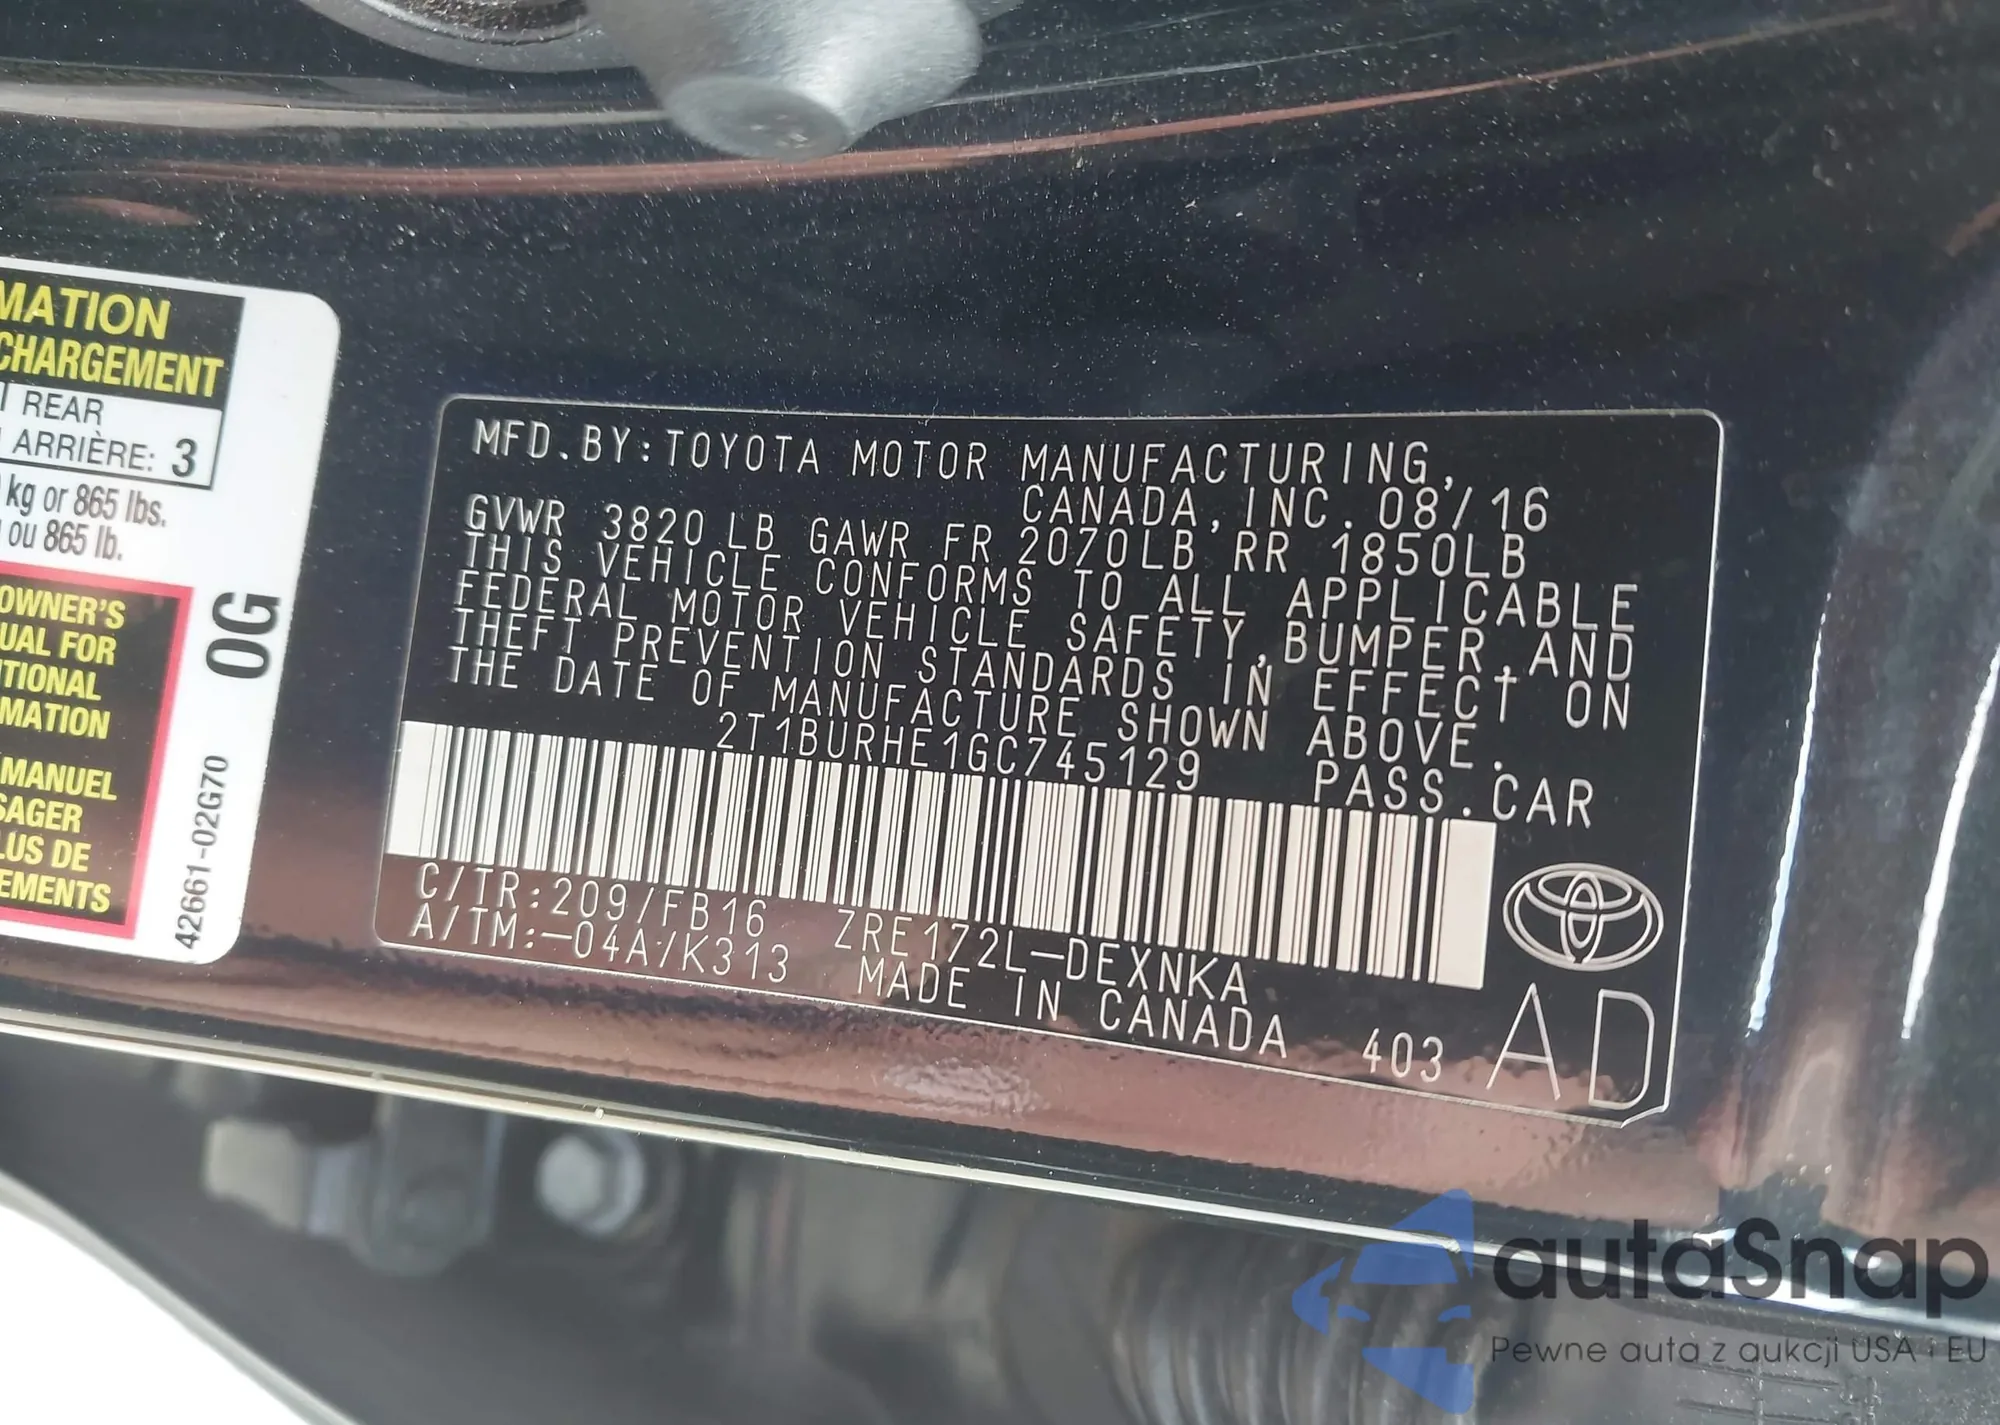 MATION
CHARGEMENT
REAR
ARRIÈRE: 3
kg or 865 lbs.
ou 865 lb.
OWNER'S
UAL FOR
ITIONAL
MATION
MANUEL
SAGER
LUS DE
EMENTS
0G
42661-02G70
MFD.BY:TOYOTA MOTOR MANUFACTURING,
CANADA,INC. 08/16
GVWR 3820 LB GAWR FR 2070LB RR 1850LB
THIS VEHICLE CONFORMS TO ALL APPLICABLE
FEDERAL MOTOR VEHICLE SAFETY,BUMPER,AND
THEFT PREVENTION STANDARDS IN EFFECT ON
THE DATE OF MANUFACTURE SHOWN ABOVE.
2T1BURHE1GC745129 PASS.CAR
C/TR:209/FB16 ZRE172L-DEXNKA
A/TM:-04A/K313 MADE IN CANADA 403 AD
autaSnap
Pewne auta z aukcji USA i EU